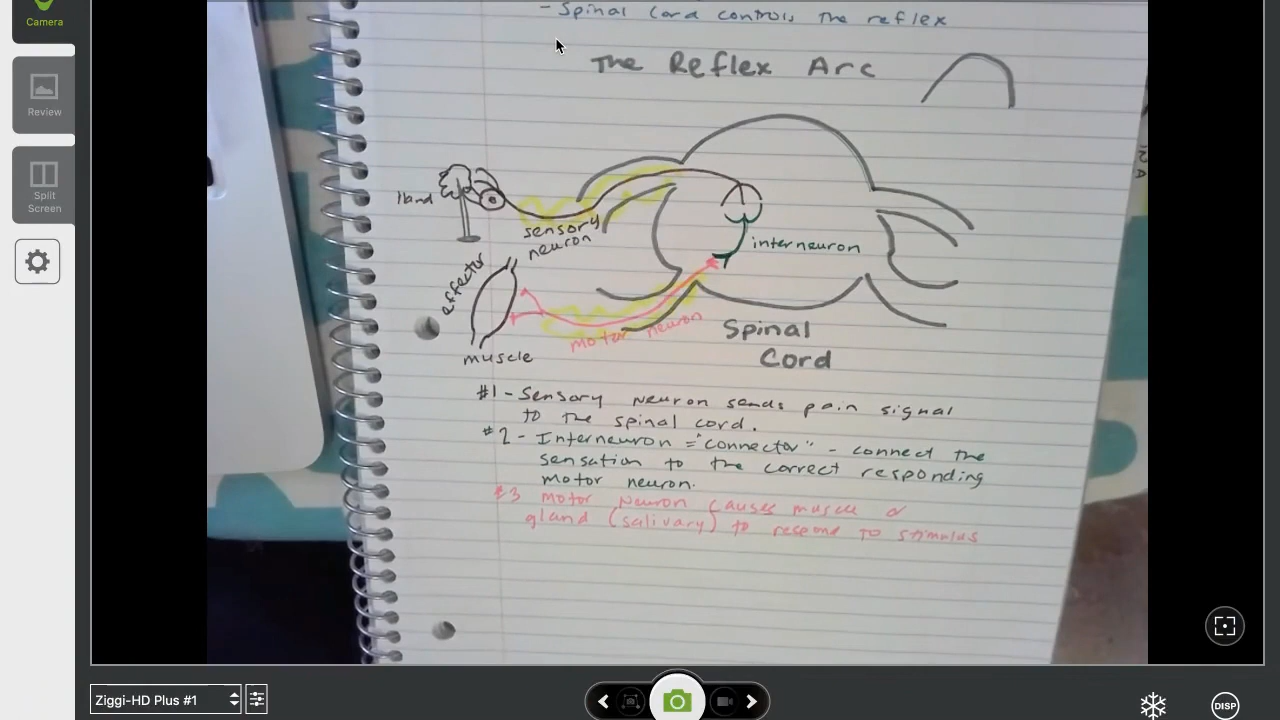 Camera
- Spinal Cord controls the reflex
The Reflex Arc
Review
Split
Screen
Hand
sensory
neuron
interneuron
effector
muscle
motor neuron
Spinal
Cord
#1 - Sensory Neuron sends pain signal
to the spinal cord.
#2 - Interneuron = "connector" - connect the
sensation to the correct responding
motor neuron.
#3 Motor Neuron causes muscle or
gland (salivary) to respond to stimulus
Ziggi-HD Plus #1
DISP